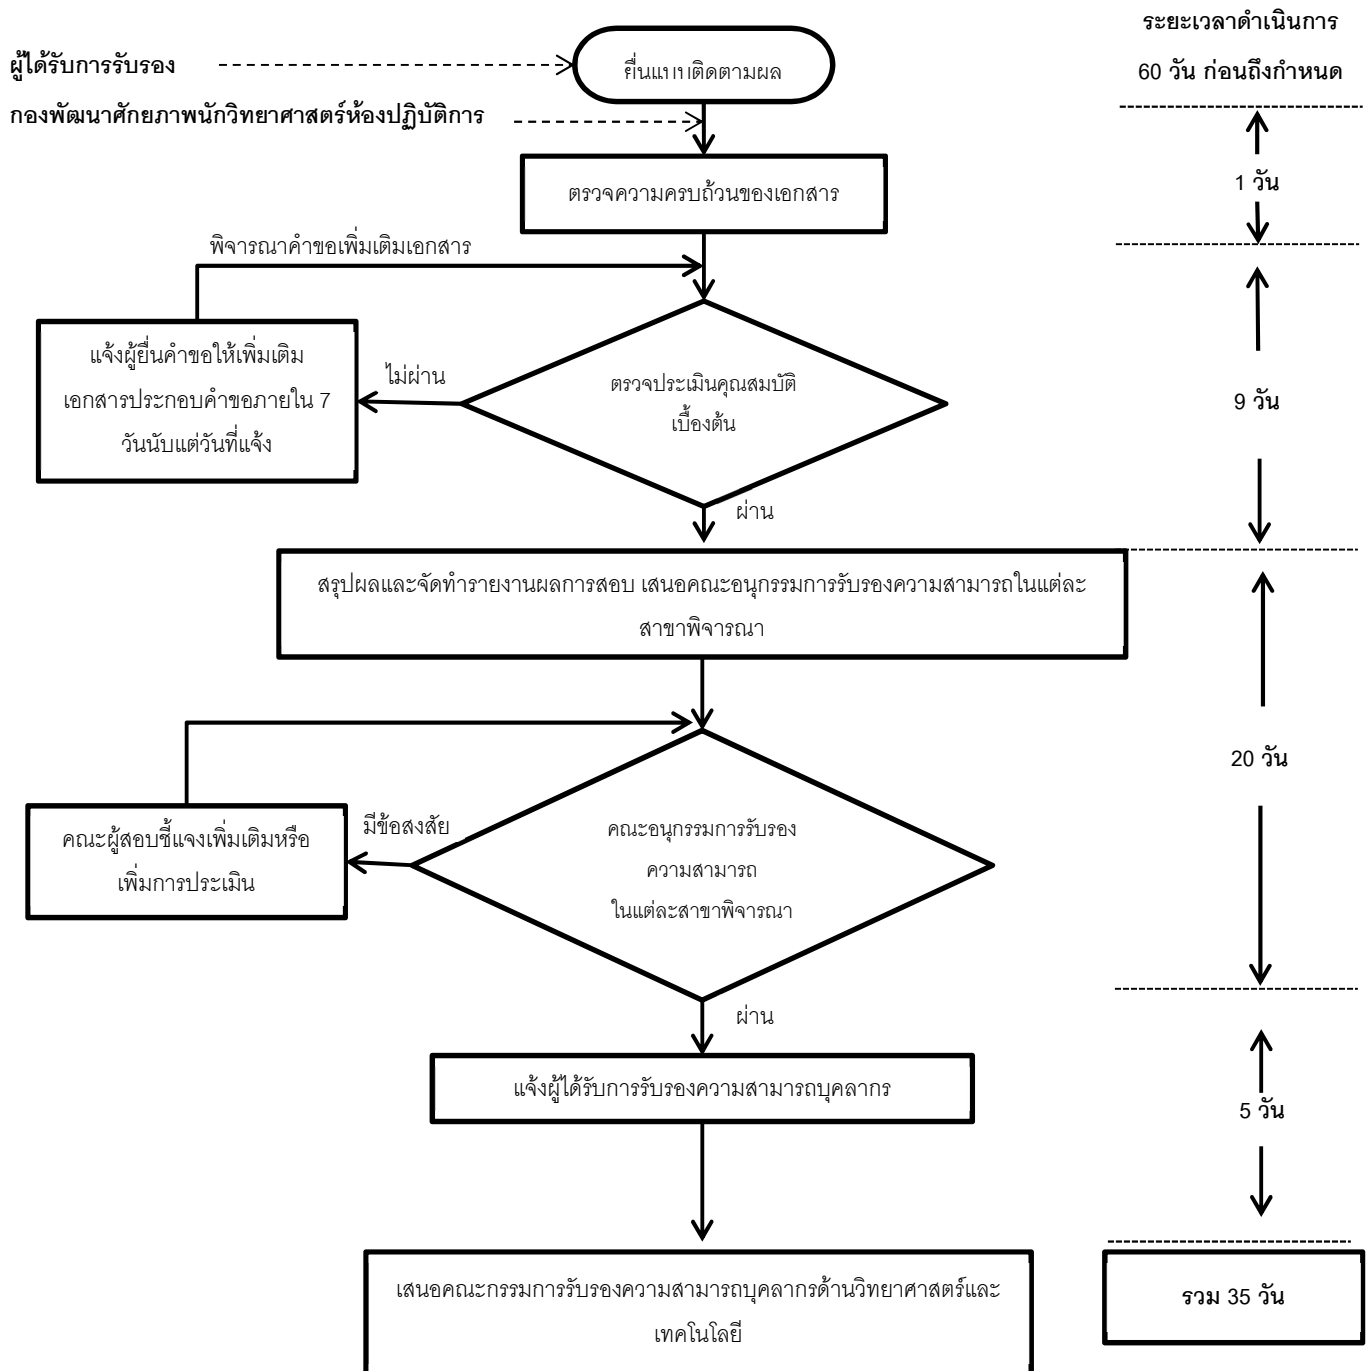 ระยะเวลาดำเนินการ
ผู้ได้รับการรับรอง
ยื่นแบบติดตามผล
60 วัน ก่อนถึงกำหนด
กองพัฒนาศักยภาพนักวิทยาศาสตร์ห้องปฏิบัติการ
ตรวจความครบถ้วนของเอกสาร
1 วัน
พิจารณาคำขอเพิ่มเติมเอกสาร
แจ้งผู้ยื่นคำขอให้เพิ่มเติม
เอกสารประกอบคำขอภายใน 7
วันนับแต่วันที่แจ้ง
ไม่ผ่าน
ตรวจประเมินคุณสมบัติ
เบื้องต้น
9 วัน
ผ่าน
สรุปผลและจัดทำรายงานผลการสอบ เสนอคณะอนุกรรมการรับรองความสามารถในแต่ละ
สาขาพิจารณา
20 วัน
คณะผู้สอบชี้แจงเพิ่มเติมหรือ
เพิ่มการประเมิน
มีข้อสงสัย
คณะอนุกรรมการรับรอง
ความสามารถ
ในแต่ละสาขาพิจารณา
ผ่าน
แจ้งผู้ได้รับการรับรองความสามารถบุคลากร
5 วัน
เสนอคณะกรรมการรับรองความสามารถบุคลากรด้านวิทยาศาสตร์และ
เทคโนโลยี
รวม 35 วัน